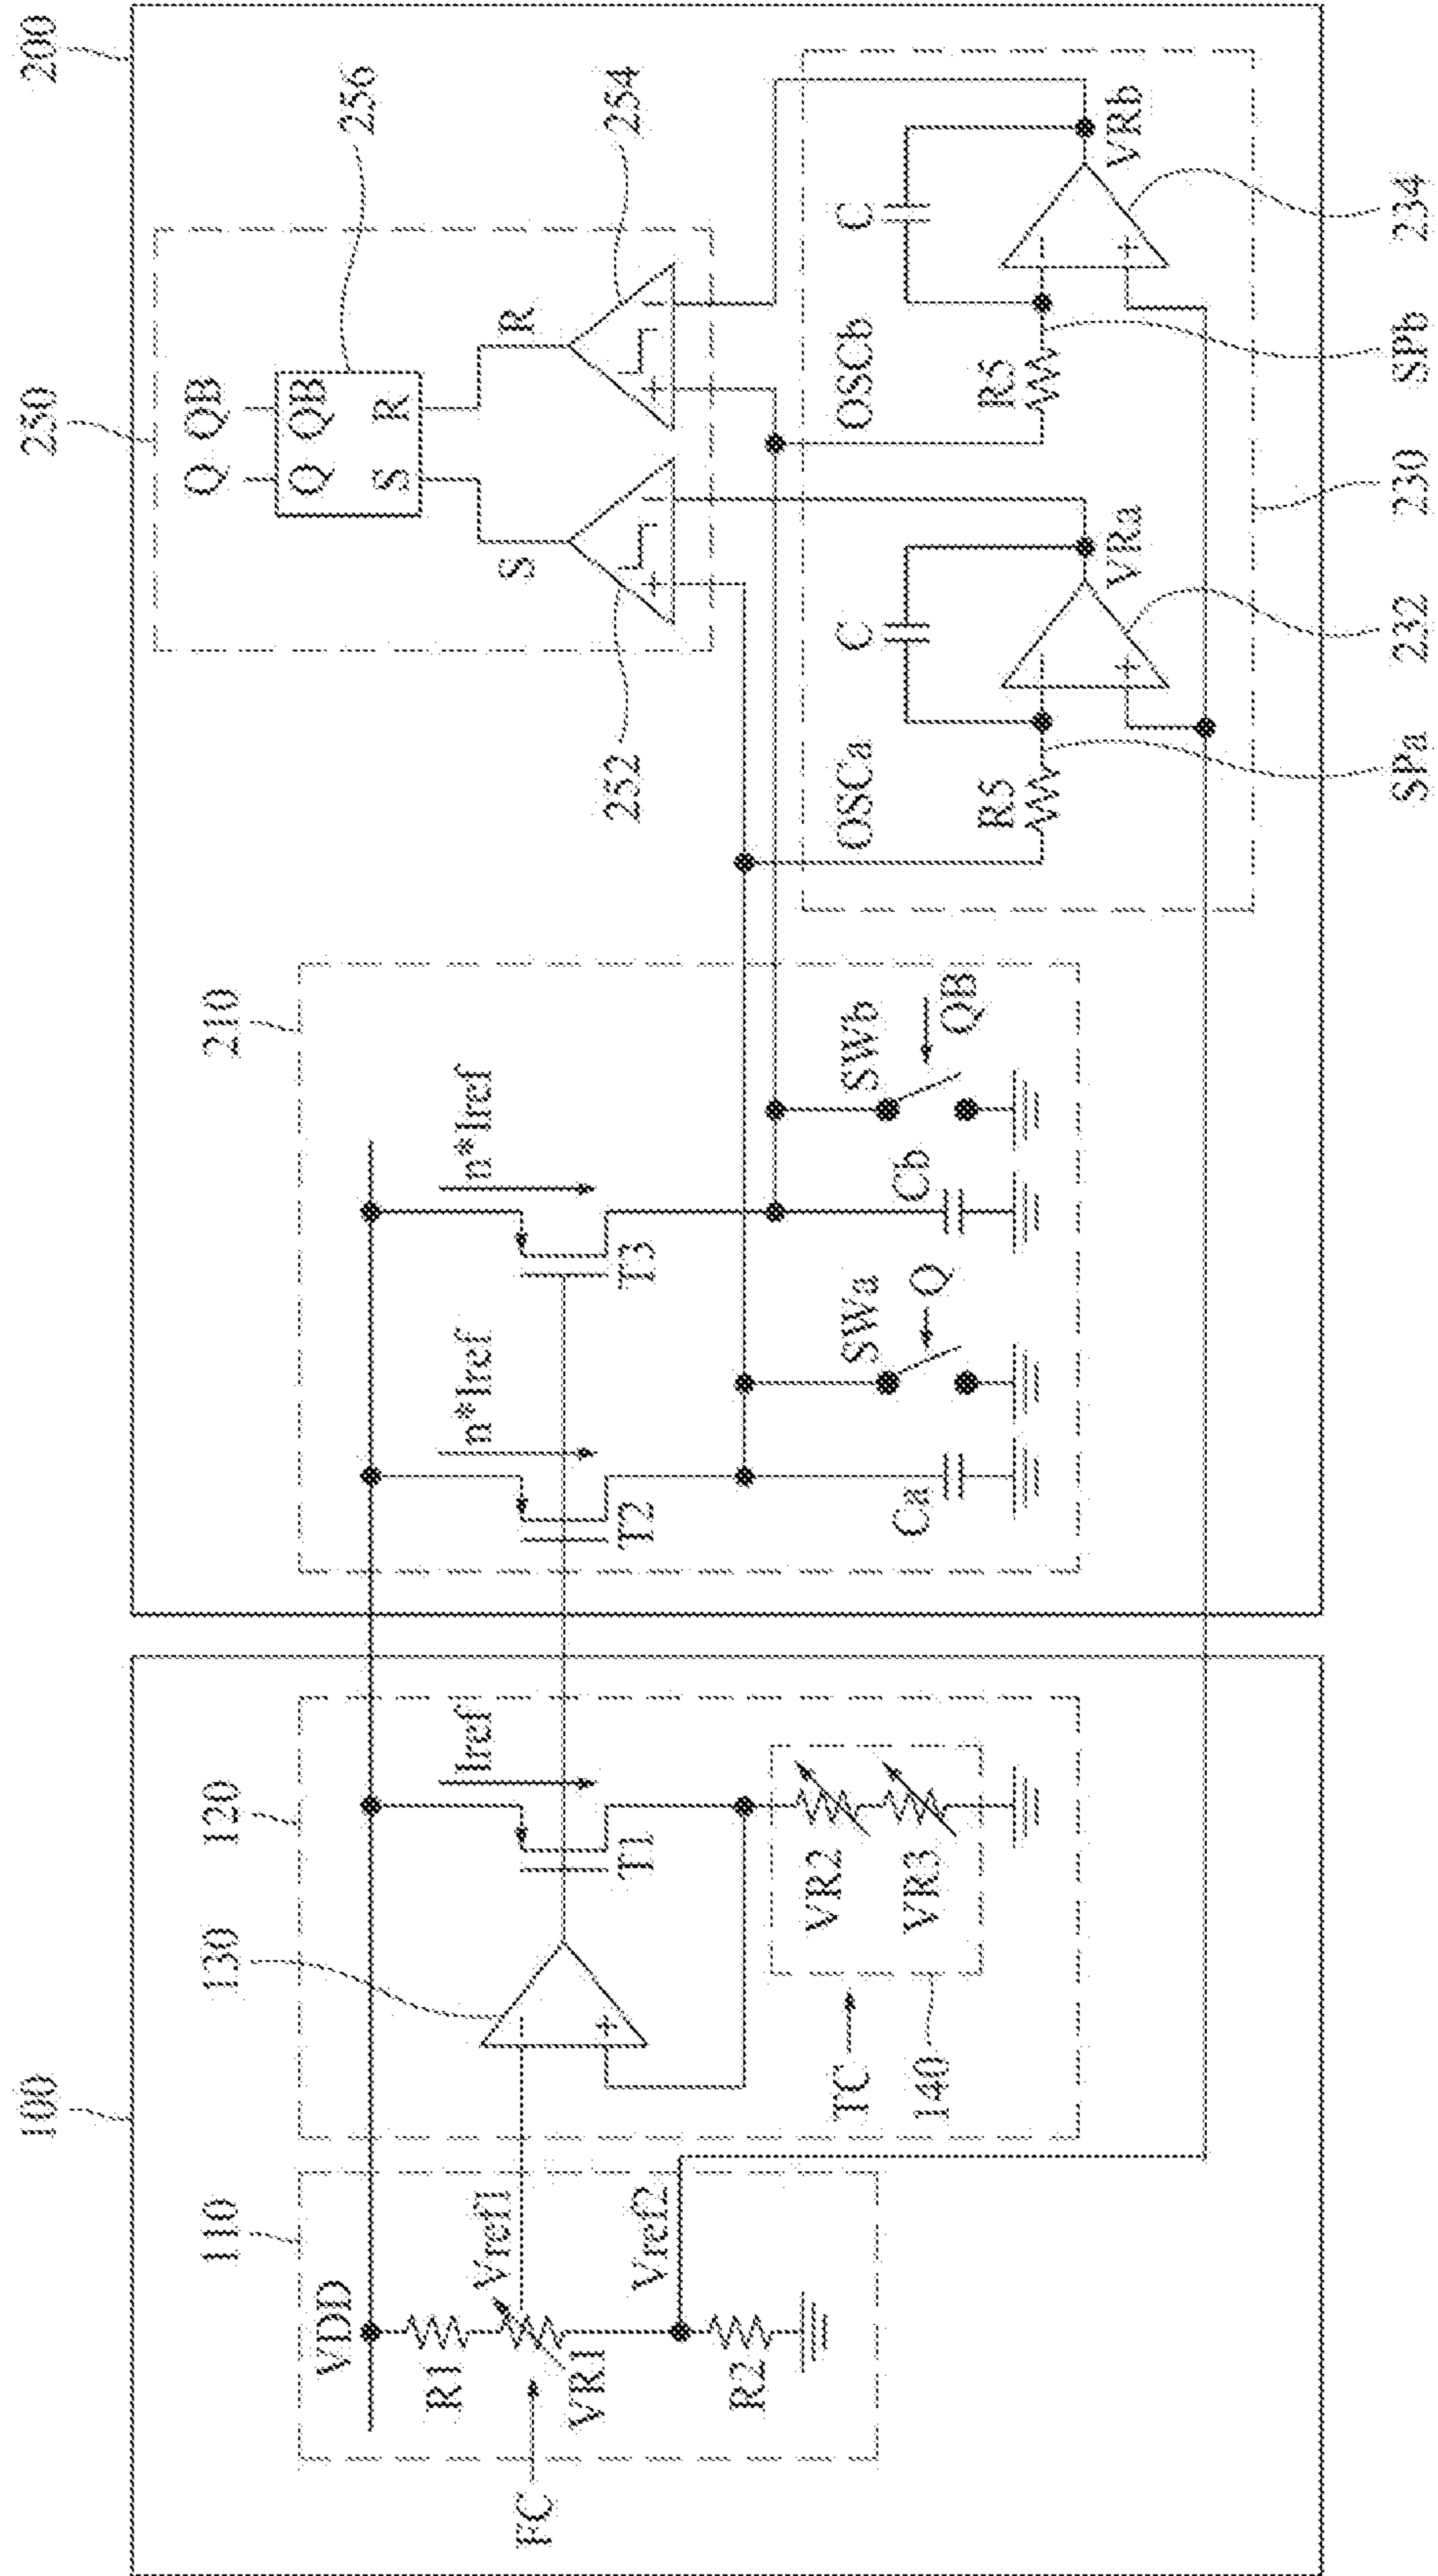 100
200
110
120
130
210
250
256
254
252
VDD
R1
Vref1
FC
VR1
Vref2
R2
Iref
T1
TC
140
VR2
VR3
n*Iref
T2
n*Iref
T3
Ca
SWa
Q
Cb
SWb
QB
Q QB
Q QB
S R
S
R
+
+
OSCa
C
R5
+
VRa
OSCb
C
R5
+
VRb
SPa
232
230
SPb
234